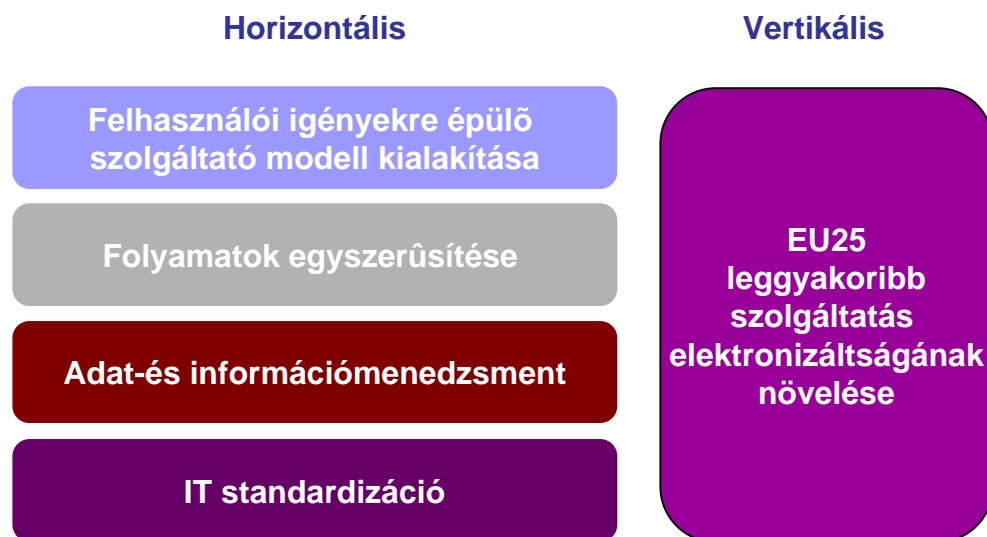 Horizontális
Vertikális
Felhasználói igényekre épülõ
szolgáltató modell kialakítása
Folyamatok egyszerûsítése
Adat-és információmenedzsment
IT standardizáció
EU25
leggyakoribb
szolgáltatás
elektronizáltságának
növelése